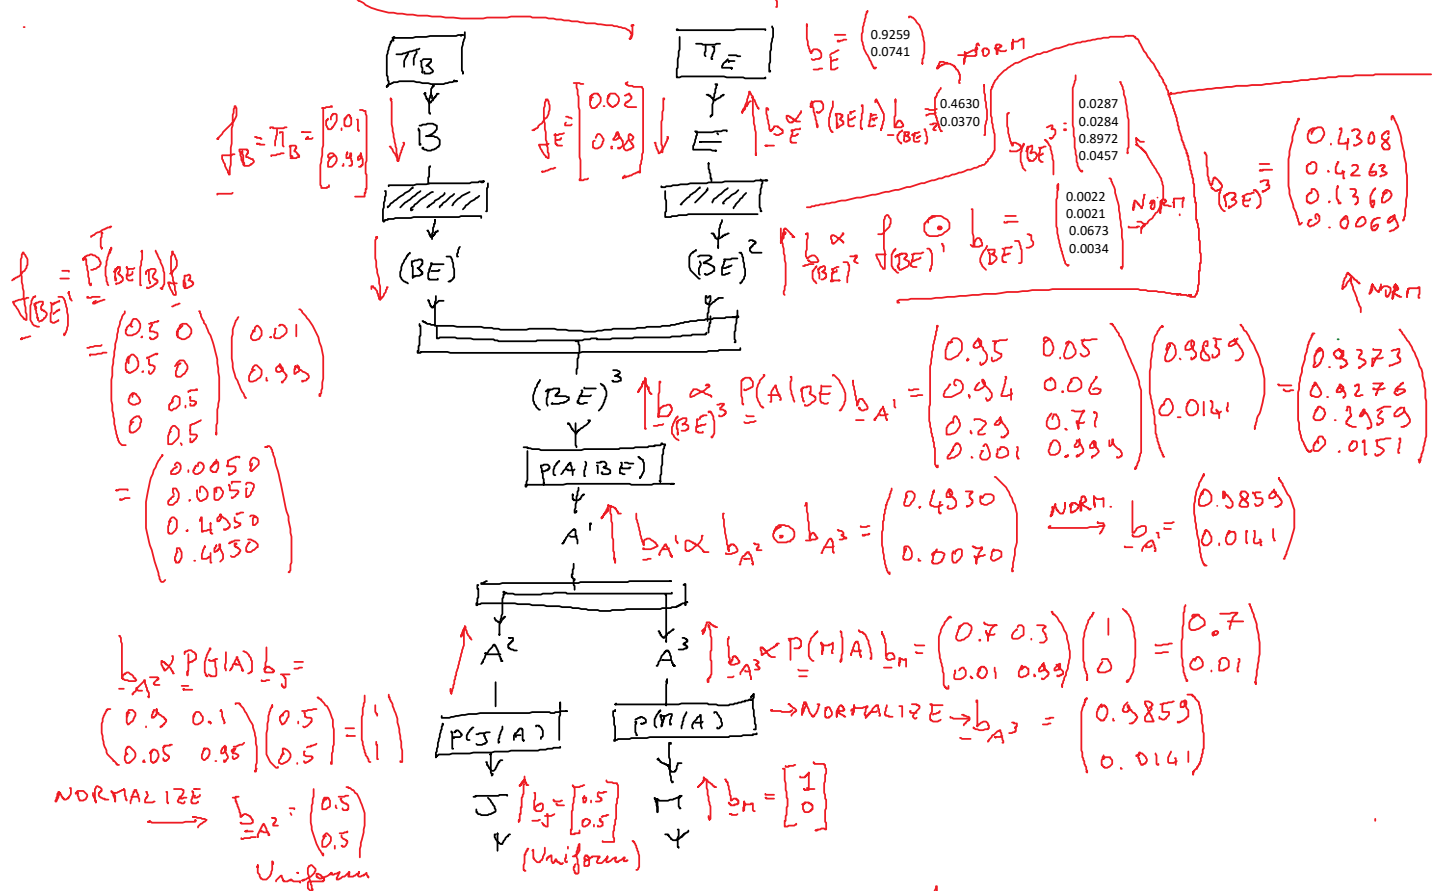 π_B
π_E
b_E = (0.9259
0.0741)
NORM
f_B = π_B = [0.01
0.99]
B
f_E = [0.02
0.98]
E
b_E ∝ P(BE|E) b_(BE)² = (0.4630
0.0370)
b_(BE)³ = (0.0287
0.0284
0.8972
0.0457)
b_(BE)³ = (0.4308
0.4263
0.1360
0.0069)
NORM
(BE)¹
(BE)²
b_(BE)² ∝ f_(BE)¹ ⊙ b_(BE)³ = (0.0022
0.0021
0.0673
0.0034)
NORM
f_(BE)¹ = P^T(BE|B) f_B
= (0.5 0
0.5 0
0 0.5
0 0.5) (0.01
0.99)
= (0.0050
0.0050
0.4950
0.4930)
(BE)³
b_(BE)³ ∝ P(A|BE) b_A¹ = (0.95 0.05
0.94 0.06
0.29 0.71
0.001 0.999) (0.9859
0.0141) = (0.9373
0.9276
0.2959
0.0151)
P(A|BE)
A¹
b_A¹ ∝ b_A² ⊙ b_A³ = (0.4930
0.0070)
NORM. → b_A¹ = (0.9859
0.0141)
A²
A³
b_A³ ∝ P(M|A) b_M = (0.7 0.3
0.01 0.99) (1
0) = (0.7
0.01)
→ NORMALIZE → b_A³ = (0.9859
0.0141)
b_A² ∝ P(J|A) b_J =
(0.9 0.1
0.05 0.95) (0.5
0.5) = (1
1)
NORMALIZE → b_A² = (0.5
0.5)
Uniform
P(J|A)
P(M|A)
J
b_J = [0.5
0.5]
(Uniform)
M
b_M = [1
0]